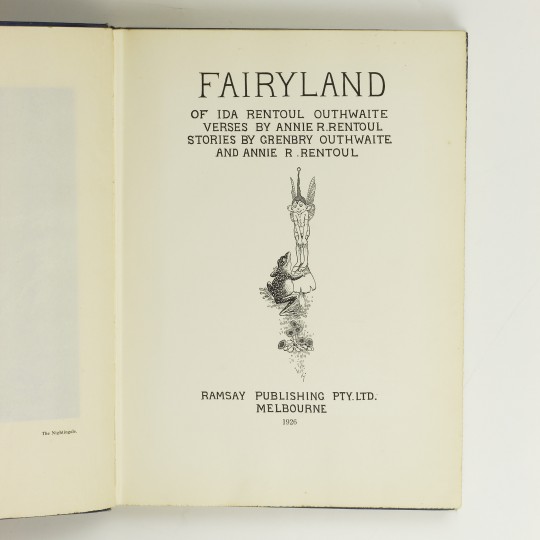 The Nightingale.
FAIRYLAND
OF IDA RENTOUL OUTHWAITE
VERSES BY ANNIE R. RENTOUL
STORIES BY GRENBRY OUTHWAITE
AND ANNIE R. RENTOUL
RAMSAY PUBLISHING PTY. LTD.
MELBOURNE
1926